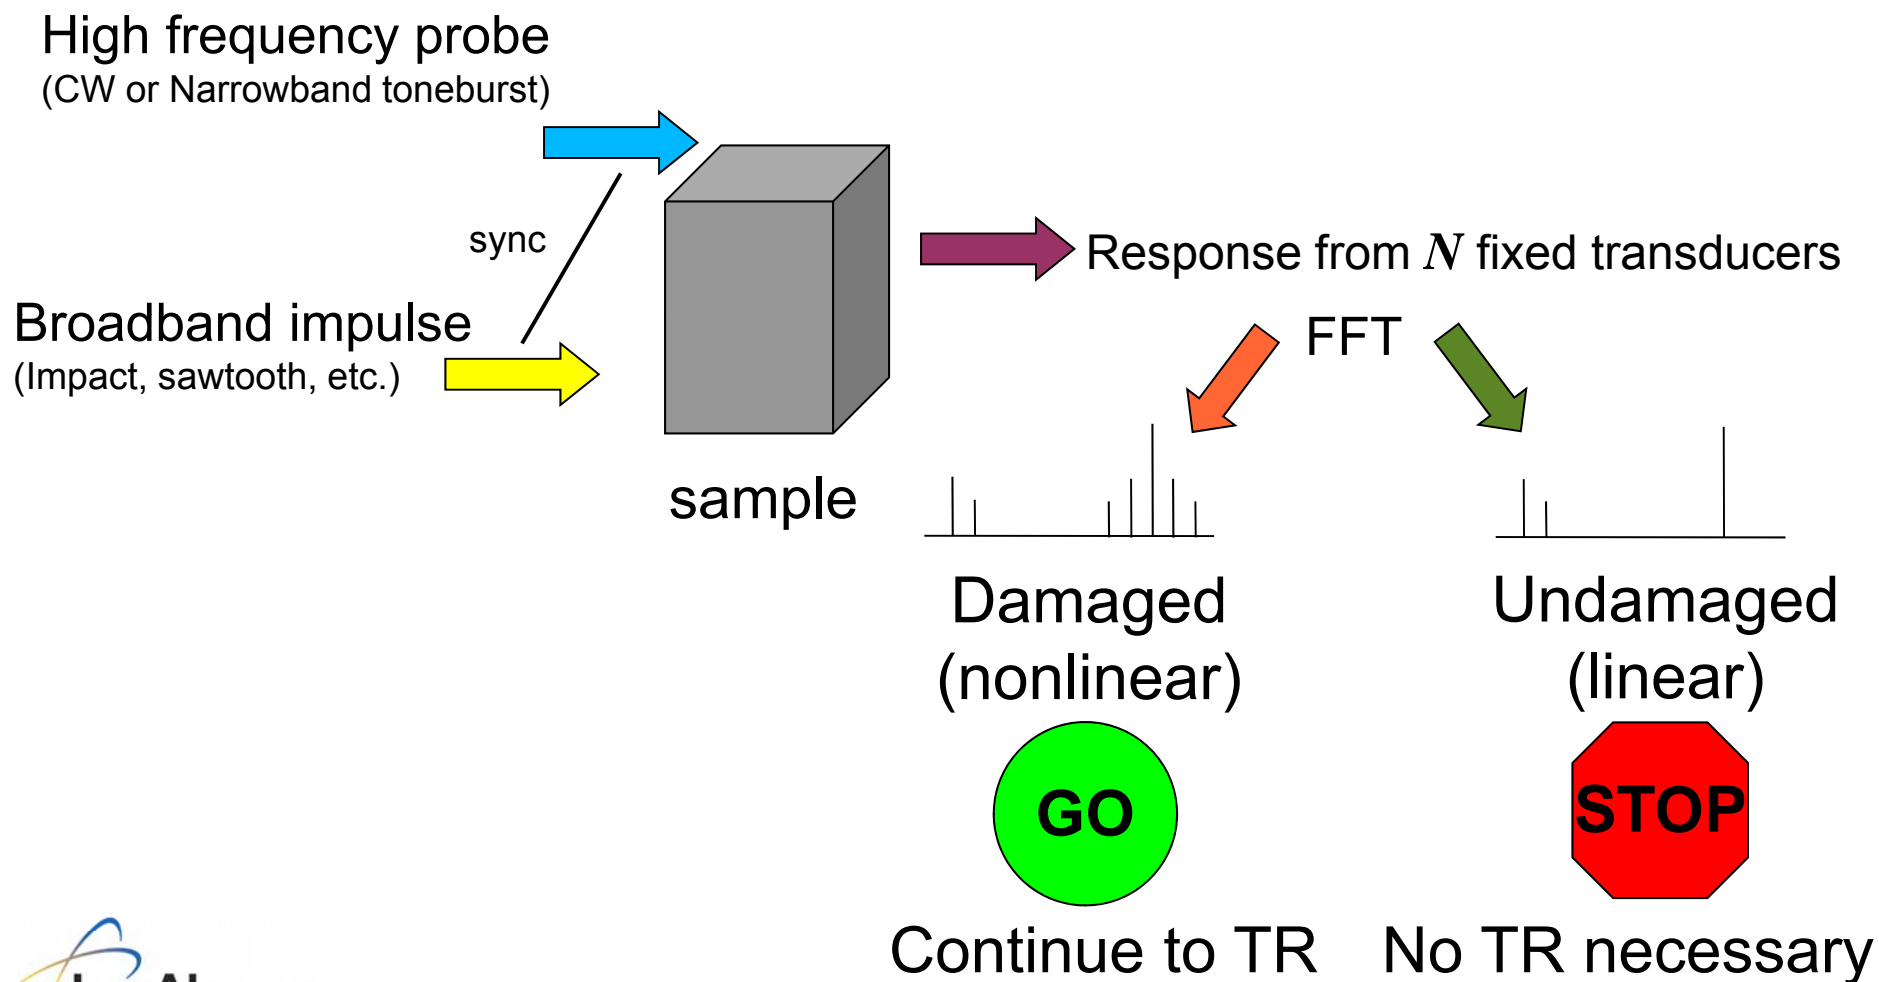 High frequency probe
(CW or Narrowband toneburst)
sync
Broadband impulse
(Impact, sawtooth, etc.)
sample
Response from N fixed transducers
FFT
Damaged
(nonlinear)
Undamaged
(linear)
GO
STOP
Continue to TR
No TR necessary